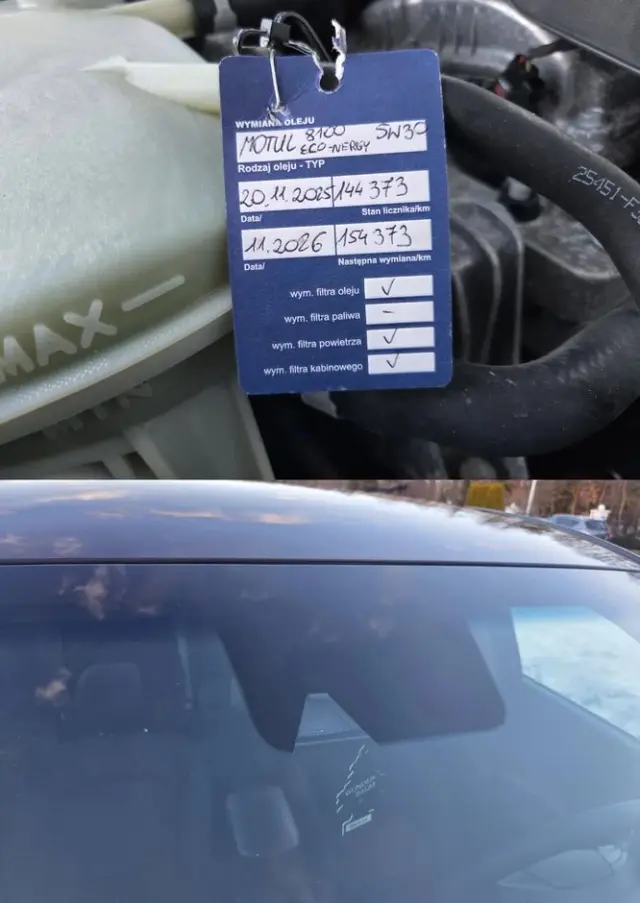 WYMIANA OLEJU
MOTUL 8100 ECO-NERGY 5W30
Rodzaj oleju - TYP
20.11.2025 144 373
Data/ Stan licznika/km
11.2026 154 373
Data/ Następna wymiana/km
wym. filtra oleju ✓
wym. filtra paliwa -
wym. filtra powietrza ✓
wym. filtra kabinowego ✓
MAX
MIN